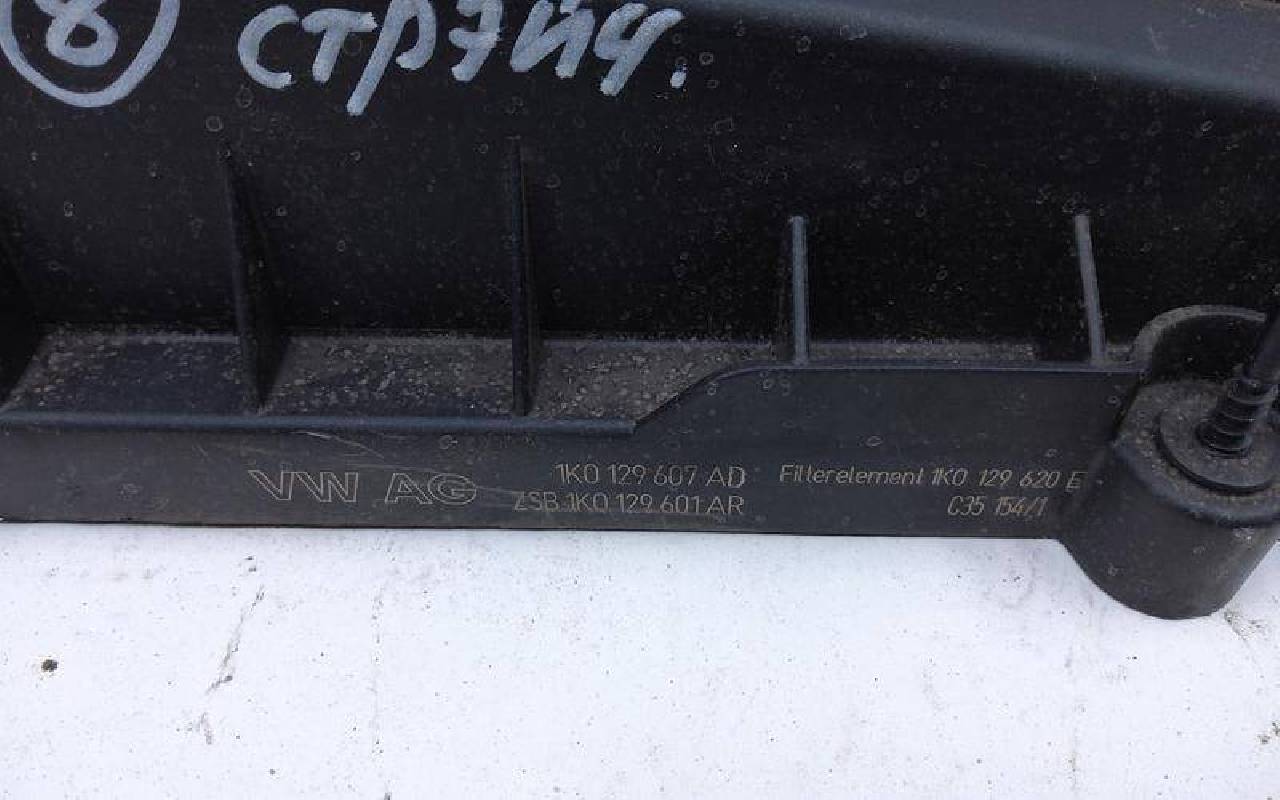 8 стрэйч.
VW AG
1K0 129 607 AD
ZSB 1K0 129 601 AR
Filterelement 1K0 129 620 E
C35 154/1